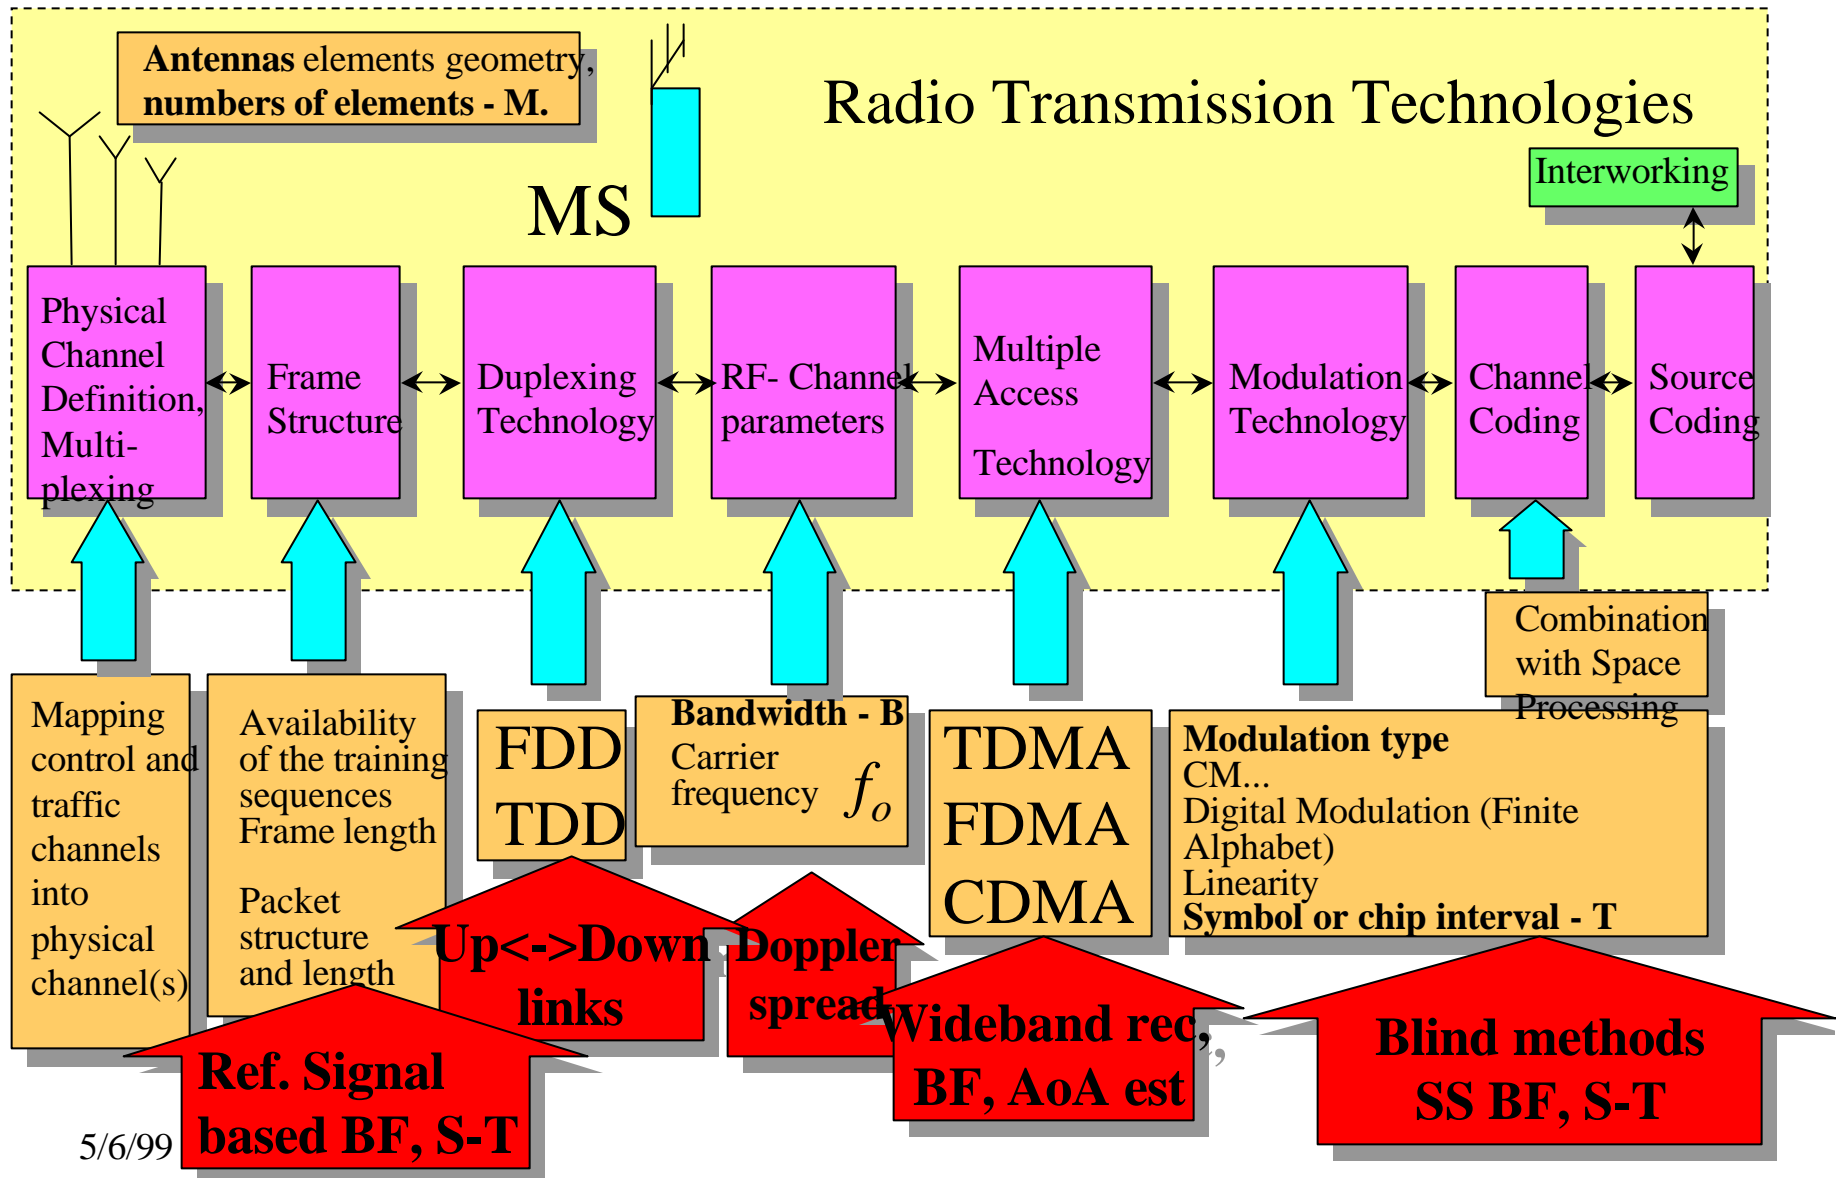 Antennas elements geometry,
numbers of elements - M.
Radio Transmission Technologies
MS
Interworking
Physical
Channel
Definition,
Multi-
plexing
Frame
Structure
Duplexing
Technology
RF- Channel
parameters
Multiple
Access
Technology
Modulation
Technology
Channel
Coding
Source
Coding
Combination
with Space
Processing
Mapping
control and
traffic
channels
into
physical
channel(s)
Availability
of the training
sequences
Frame length
Packet
structure
and length
FDD
TDD
Bandwidth - B
Carrier
frequency fo
TDMA
FDMA
CDMA
Modulation type
CM...
Digital Modulation (Finite
Alphabet)
Linearity
Symbol or chip interval - T
Ref. Signal
based BF, S-T
Up<->Down
links
Doppler
spread
Wideband rec,
BF, AoA est
Blind methods
SS BF, S-T
5/6/99